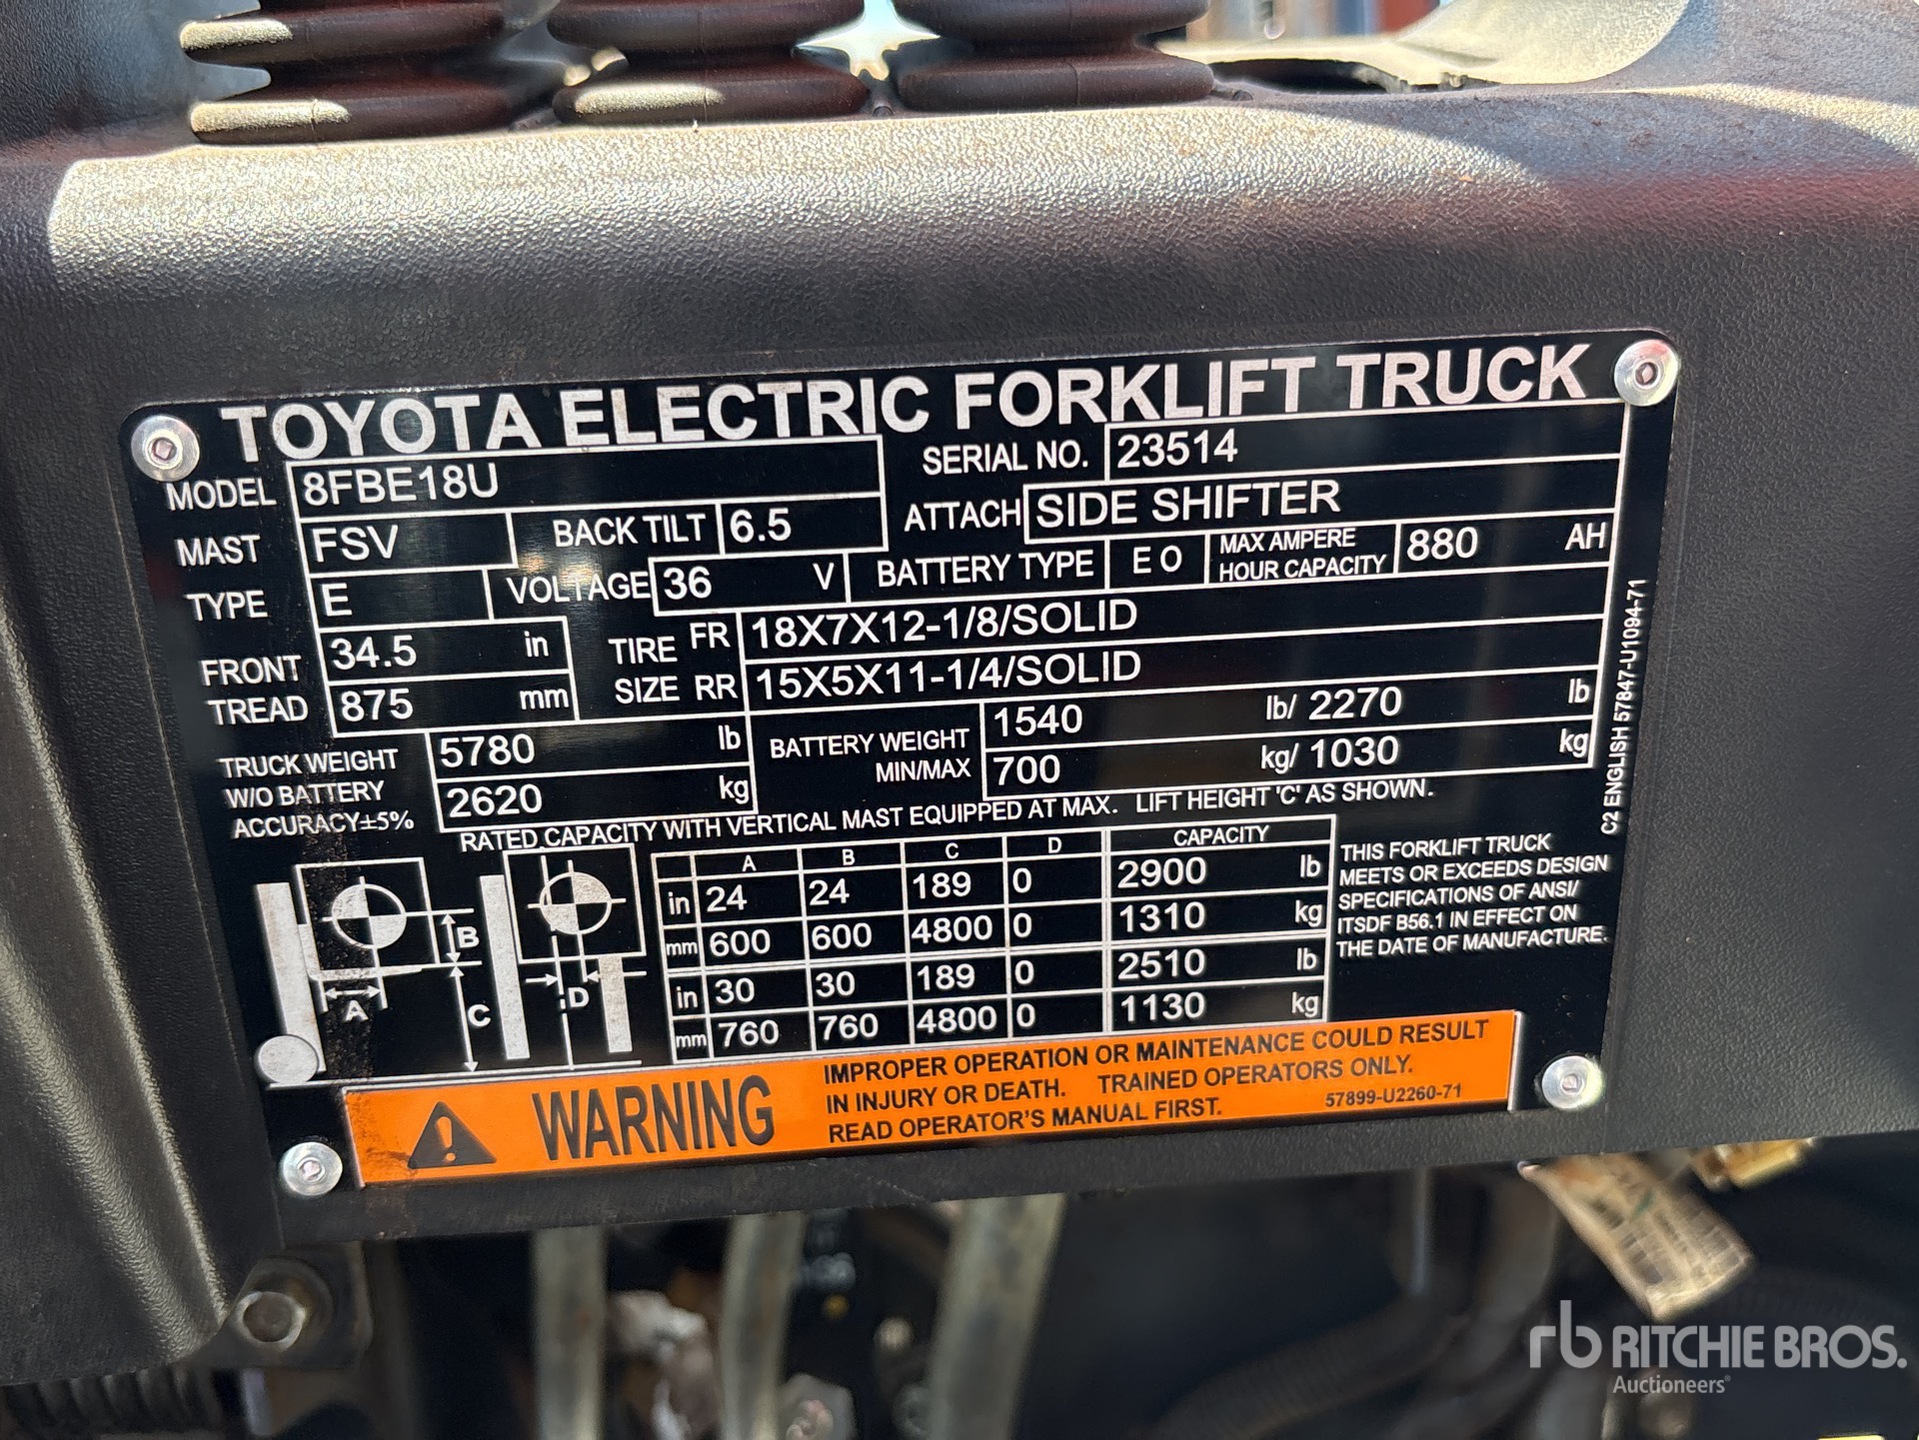 TOYOTA ELECTRIC FORKLIFT TRUCK
MODEL 8FBE18U SERIAL NO. 23514
MAST FSV BACK TILT 6.5 ATTACH SIDE SHIFTER
TYPE E VOLTAGE 36 V BATTERY TYPE E O MAX AMPERE HOUR CAPACITY 880 AH
FRONT TREAD 34.5 in TIRE SIZE FR 18X7X12-1/8/SOLID
875 mm RR 15X5X11-1/4/SOLID
TRUCK WEIGHT W/O BATTERY ACCURACY±5% 5780 lb BATTERY WEIGHT MIN/MAX 1540 lb/ 2270 lb
2620 kg 700 kg/ 1030 kg
RATED CAPACITY WITH VERTICAL MAST EQUIPPED AT MAX. LIFT HEIGHT 'C' AS SHOWN.
A B C D CAPACITY
in 24 24 189 0 2900 lb
mm 600 600 4800 0 1310 kg
in 30 30 189 0 2510 lb
mm 760 760 4800 0 1130 kg
B
A
C
D
THIS FORKLIFT TRUCK
MEETS OR EXCEEDS DESIGN
SPECIFICATIONS OF ANSI/
ITSDF B56.1 IN EFFECT ON
THE DATE OF MANUFACTURE.
C2 ENGLISH 57847-U1094-71
WARNING
IMPROPER OPERATION OR MAINTENANCE COULD RESULT
IN INJURY OR DEATH. TRAINED OPERATORS ONLY.
READ OPERATOR'S MANUAL FIRST. 57899-U2260-71
rb RITCHIE BROS.
Auctioneers